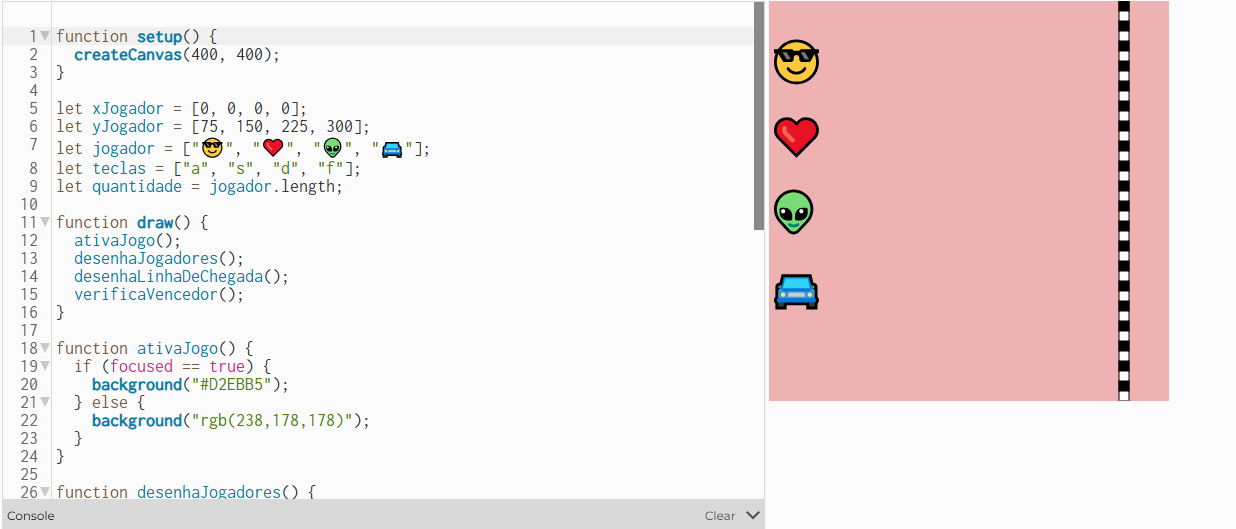 1 function setup() {
2 createCanvas(400, 400);
3 }
4
5 let xJogador = [0, 0, 0, 0];
6 let yJogador = [75, 150, 225, 300];
7 let jogador = ["😎", "❤️", "👽", "🚘"];
8 let teclas = ["a", "s", "d", "f"];
9 let quantidade = jogador.length;
10
11 function draw() {
12 ativaJogo();
13 desenhaJogadores();
14 desenhaLinhaDeChegada();
15 verificaVencedor();
16 }
17
18 function ativaJogo() {
19 if (focused == true) {
20 background("#D2EBB5");
21 } else {
22 background("rgb(238,178,178)");
23 }
24 }
25
26 function desenhaJogadores() {
Console
Clear